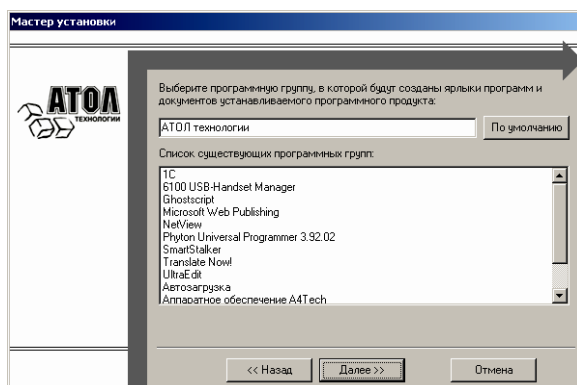 Мастер установки
АТОЛ
ТЕХНОЛОГИИ
Выберите программную группу, в которой будут созданы ярлыки программ и
документов устанавливаемого программного продукта:
АТОЛ технологии
По умолчанию
Список существующих программных групп:
1С
6100 USB-Handset Manager
Ghostscript
Microsoft Web Publishing
NetView
Phyton Universal Programmer 3.92.02
SmartStalker
Translate Now!
UltraEdit
Автозагрузка
Аппаратное обеспечение A4Tech
<< Назад
Далее >>
Отмена